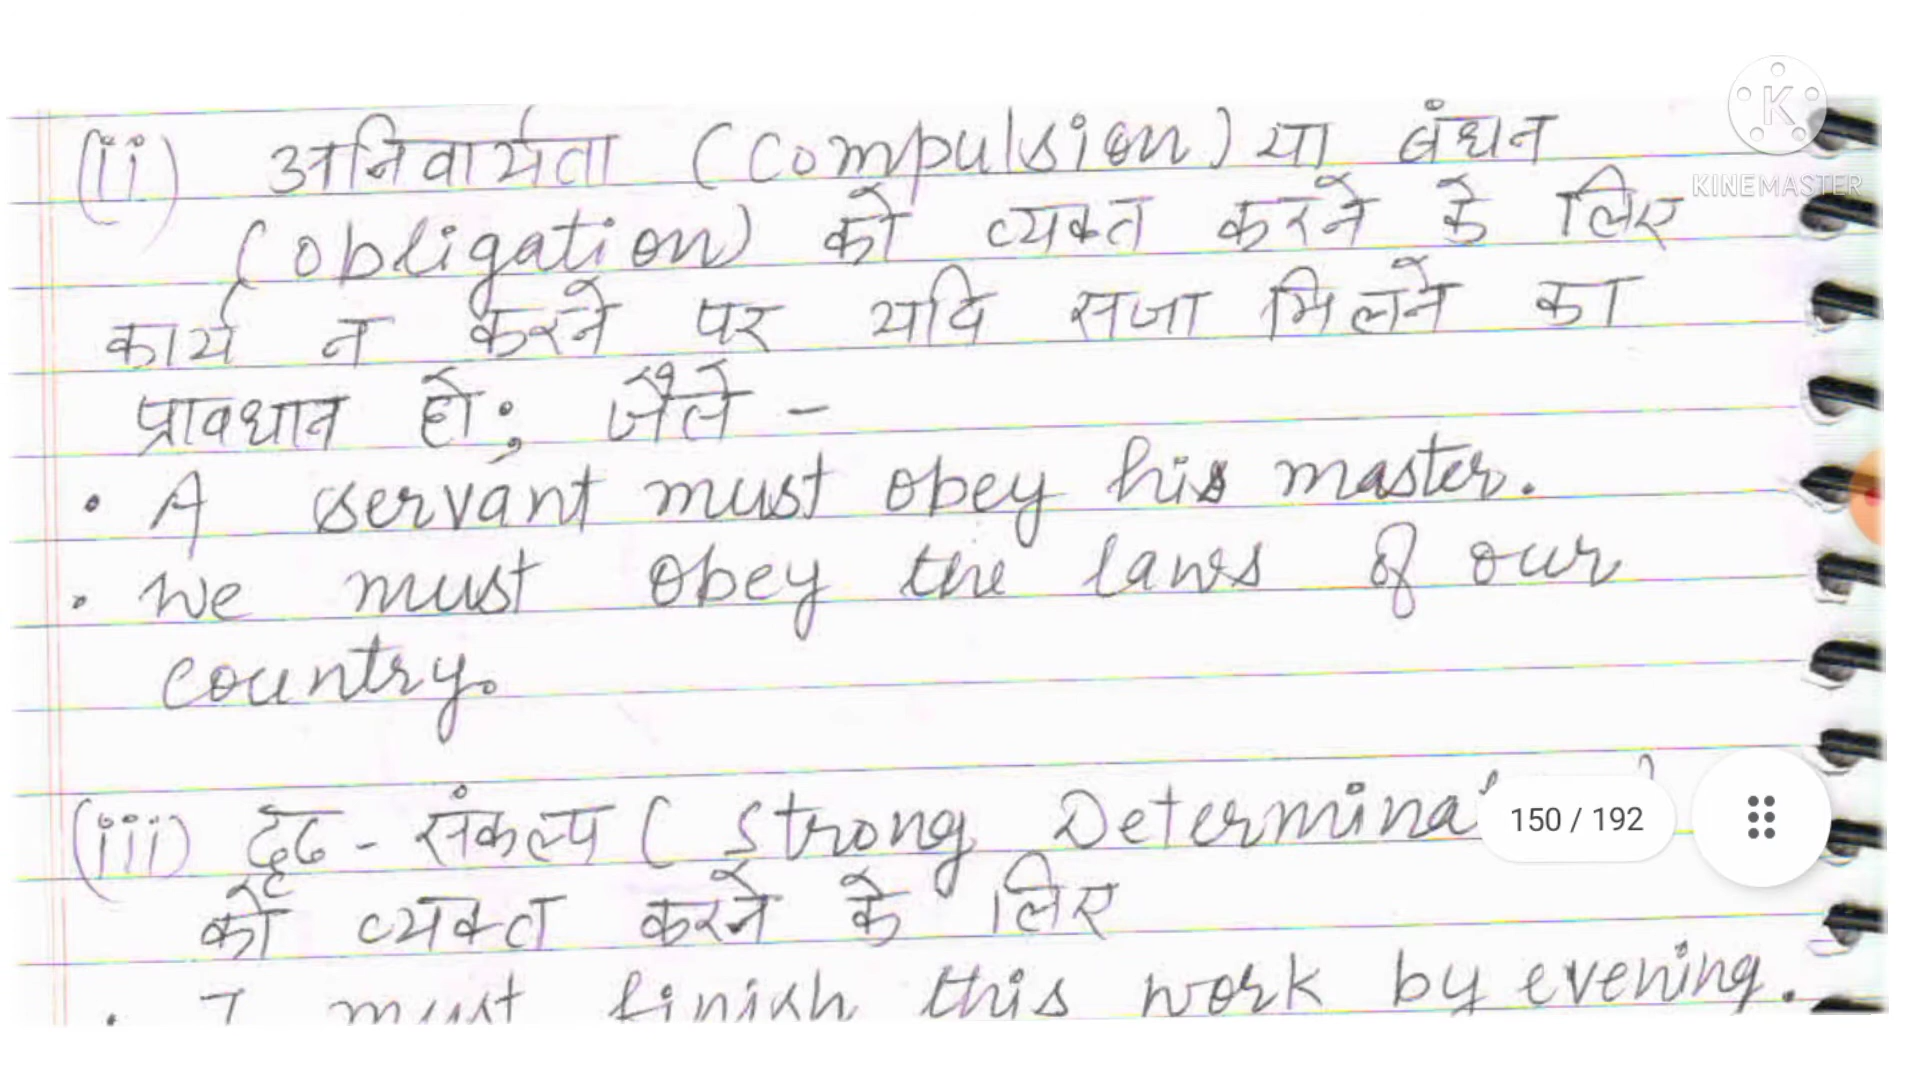 (ii) अनिवार्यता (compulsion) या बंधन
(obligation) को व्यक्त करने के लिए
कार्य न करने पर यदि सजा मिलने का
प्रावधान हो; जैसे -
• A servant must obey his master.
• We must obey the laws of our
country.
(iii) दृढ़ - संकल्प ( Strong Determina
को व्यक्त करने के लिए
• I must finish this work by evening.
KINEMASTER
150 / 192